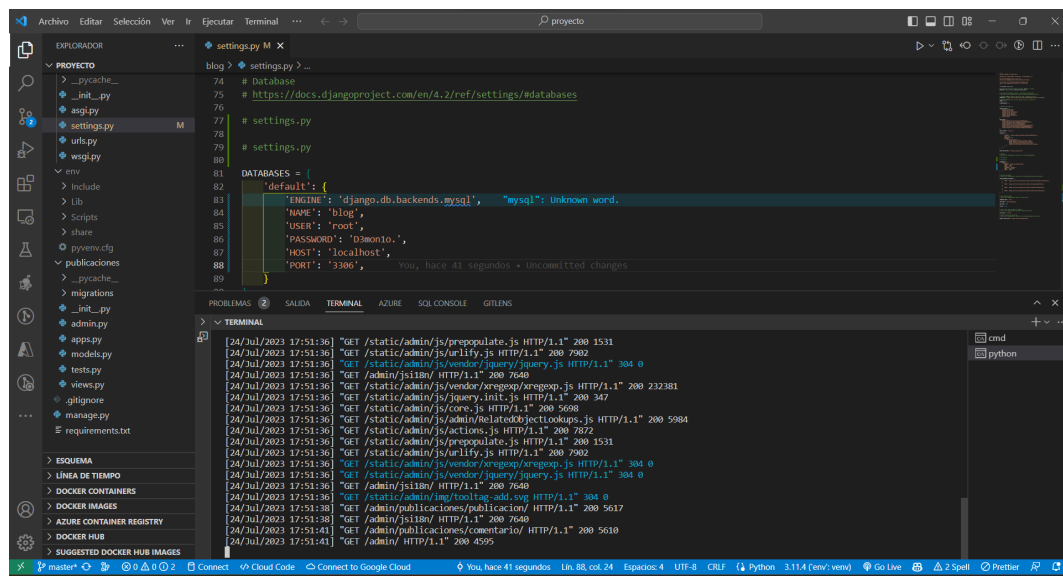 Archivo Editar Selección Ver Ir Ejecutar Terminal ··· proyecto
EXPLORADOR ···
PROYECTO
__pycache__
__init__.py
asgi.py
settings.py M
urls.py
wsgi.py
env
Include
Lib
Scripts
share
pyvenv.cfg
publicaciones
__pycache__
migrations
__init__.py
admin.py
apps.py
models.py
tests.py
views.py
.gitignore
manage.py
requirements.txt
ESQUEMA
LÍNEA DE TIEMPO
DOCKER CONTAINERS
DOCKER IMAGES
AZURE CONTAINER REGISTRY
DOCKER HUB
SUGGESTED DOCKER HUB IMAGES
2
settings.py M ×
blog > settings.py > ...
74 # Database
75 # https://docs.djangoproject.com/en/4.2/ref/settings/#databases
76
77 # settings.py
78
79 # settings.py
80
81 DATABASES = {
82 'default': {
83 'ENGINE': 'django.db.backends.mysql', "mysql": Unknown word.
84 'NAME': 'blog',
85 'USER': 'root',
86 'PASSWORD': 'D3mon1o.',
87 'HOST': 'localhost',
88 'PORT': '3306', You, hace 41 segundos • Uncommitted changes
89 }
PROBLEMAS 2 SALIDA TERMINAL AZURE SQL CONSOLE GITLENS
TERMINAL
cmd
python
[24/Jul/2023 17:51:36] "GET /static/admin/js/prepopulate.js HTTP/1.1" 200 1531
[24/Jul/2023 17:51:36] "GET /static/admin/js/urlify.js HTTP/1.1" 200 7902
[24/Jul/2023 17:51:36] "GET /static/admin/js/vendor/jquery/jquery.js HTTP/1.1" 304 0
[24/Jul/2023 17:51:36] "GET /admin/jsi18n/ HTTP/1.1" 200 7640
[24/Jul/2023 17:51:36] "GET /static/admin/js/vendor/xregexp/xregexp.js HTTP/1.1" 200 232381
[24/Jul/2023 17:51:36] "GET /static/admin/js/jquery.init.js HTTP/1.1" 200 347
[24/Jul/2023 17:51:36] "GET /static/admin/js/core.js HTTP/1.1" 200 5698
[24/Jul/2023 17:51:36] "GET /static/admin/js/admin/RelatedObjectLookups.js HTTP/1.1" 200 5984
[24/Jul/2023 17:51:36] "GET /static/admin/js/actions.js HTTP/1.1" 200 7872
[24/Jul/2023 17:51:36] "GET /static/admin/js/prepopulate.js HTTP/1.1" 200 1531
[24/Jul/2023 17:51:36] "GET /static/admin/js/urlify.js HTTP/1.1" 200 7902
[24/Jul/2023 17:51:36] "GET /static/admin/js/vendor/xregexp/xregexp.js HTTP/1.1" 304 0
[24/Jul/2023 17:51:36] "GET /static/admin/js/vendor/jquery/jquery.js HTTP/1.1" 304 0
[24/Jul/2023 17:51:36] "GET /admin/jsi18n/ HTTP/1.1" 200 7640
[24/Jul/2023 17:51:36] "GET /static/admin/img/tooltag-add.svg HTTP/1.1" 304 0
[24/Jul/2023 17:51:38] "GET /admin/publicaciones/publicacion/ HTTP/1.1" 200 5617
[24/Jul/2023 17:51:38] "GET /admin/jsi18n/ HTTP/1.1" 200 7640
[24/Jul/2023 17:51:41] "GET /admin/publicaciones/comentario/ HTTP/1.1" 200 5610
[24/Jul/2023 17:51:41] "GET /admin/ HTTP/1.1" 200 4595
master* 0 0 0 2 Connect Cloud Code Connect to Google Cloud You, hace 41 segundos Lín. 88, col. 24 Espacios: 4 UTF-8 CRLF Python 3.11.4 ('env': venv) Go Live 2 Spell Prettier